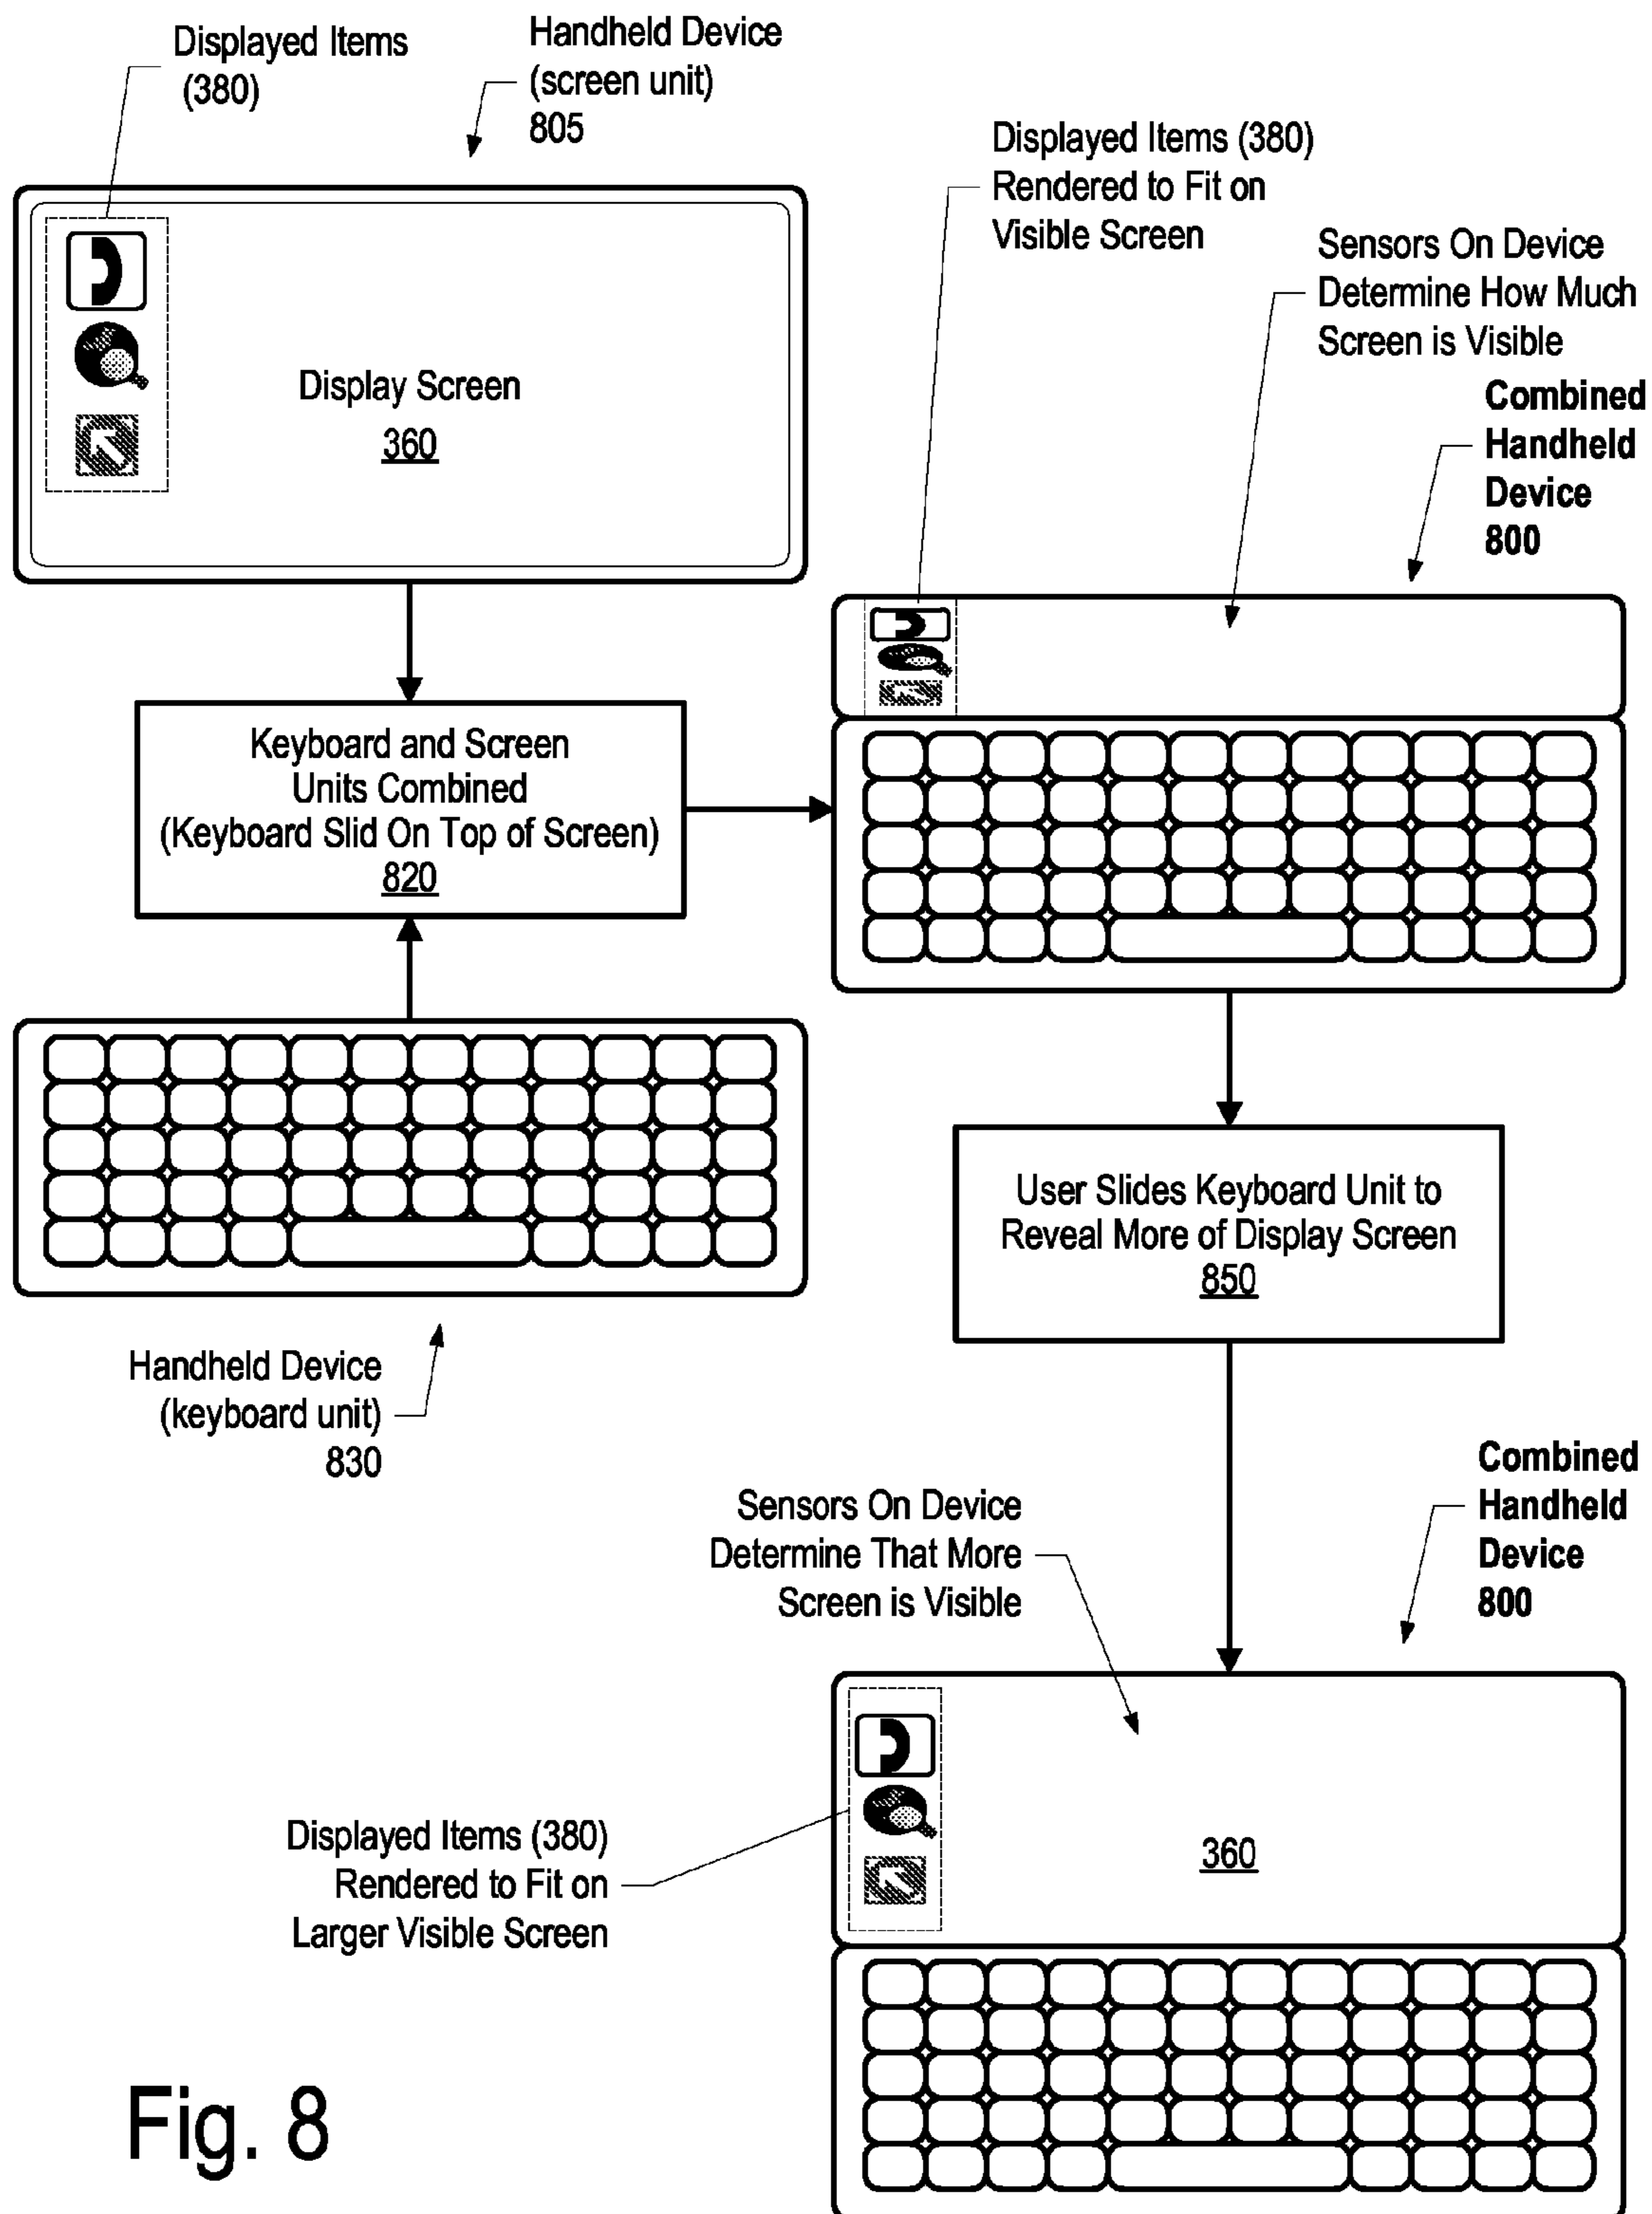 Displayed Items
(380)
Handheld Device
(screen unit)
805
Displayed Items (380)
Rendered to Fit on
Visible Screen
Sensors On Device
Determine How Much
Screen is Visible
Combined
Handheld
Device
800
Display Screen
360
Keyboard and Screen
Units Combined
(Keyboard Slid On Top of Screen)
820
Handheld Device
(keyboard unit)
830
User Slides Keyboard Unit to
Reveal More of Display Screen
850
Combined
Handheld
Device
800
Sensors On Device
Determine That More
Screen is Visible
Displayed Items (380)
Rendered to Fit on
Larger Visible Screen
360
Fig. 8